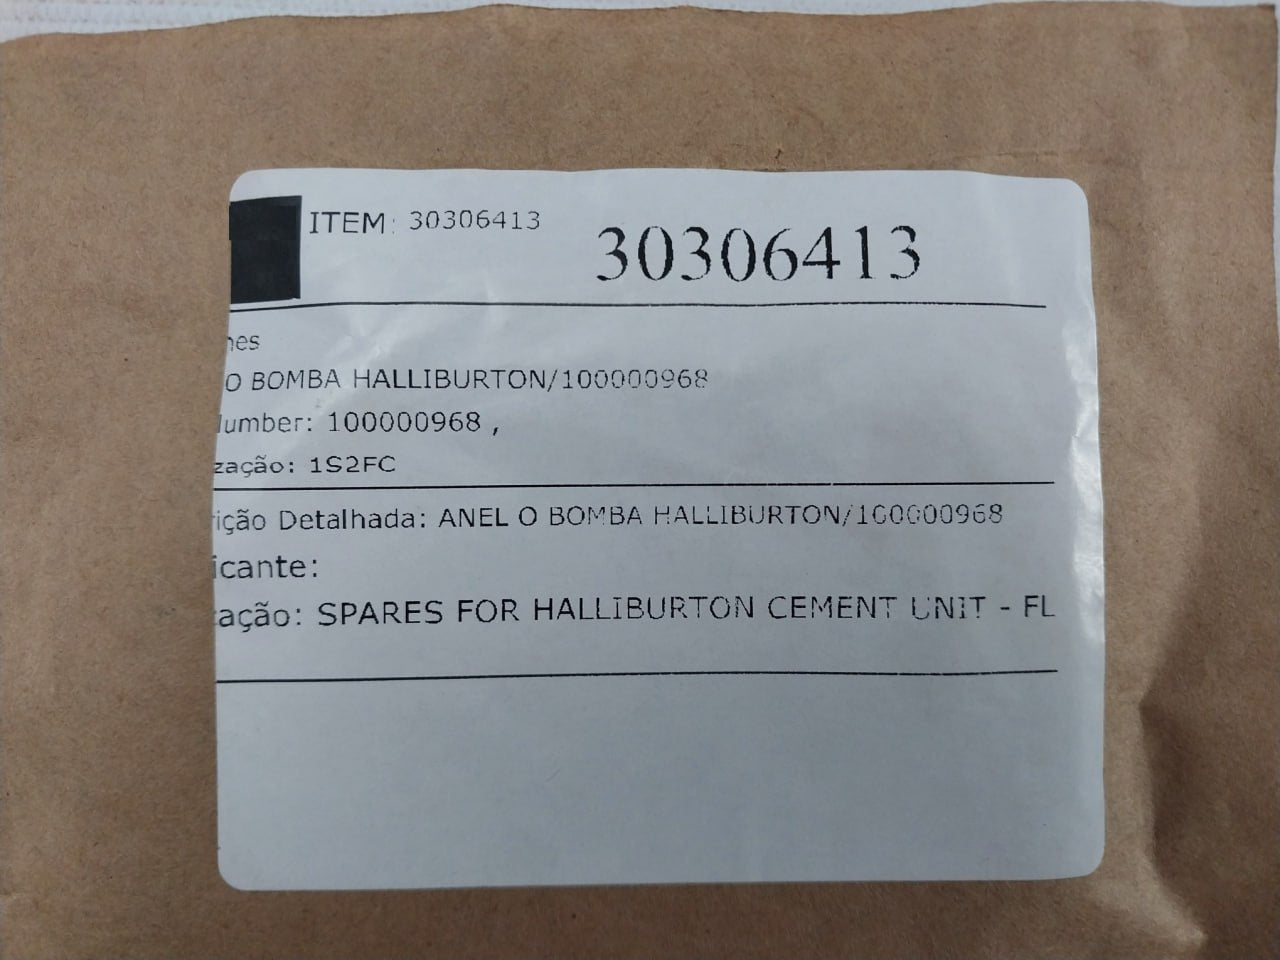 ITEM: 30306413
30306413
nes
O BOMBA HALLIBURTON/100000968
lumber: 100000968 ,
zação: 1S2FC
ição Detalhada: ANEL O BOMBA HALLIBURTON/100000968
icante:
ação: SPARES FOR HALLIBURTON CEMENT UNIT - FL